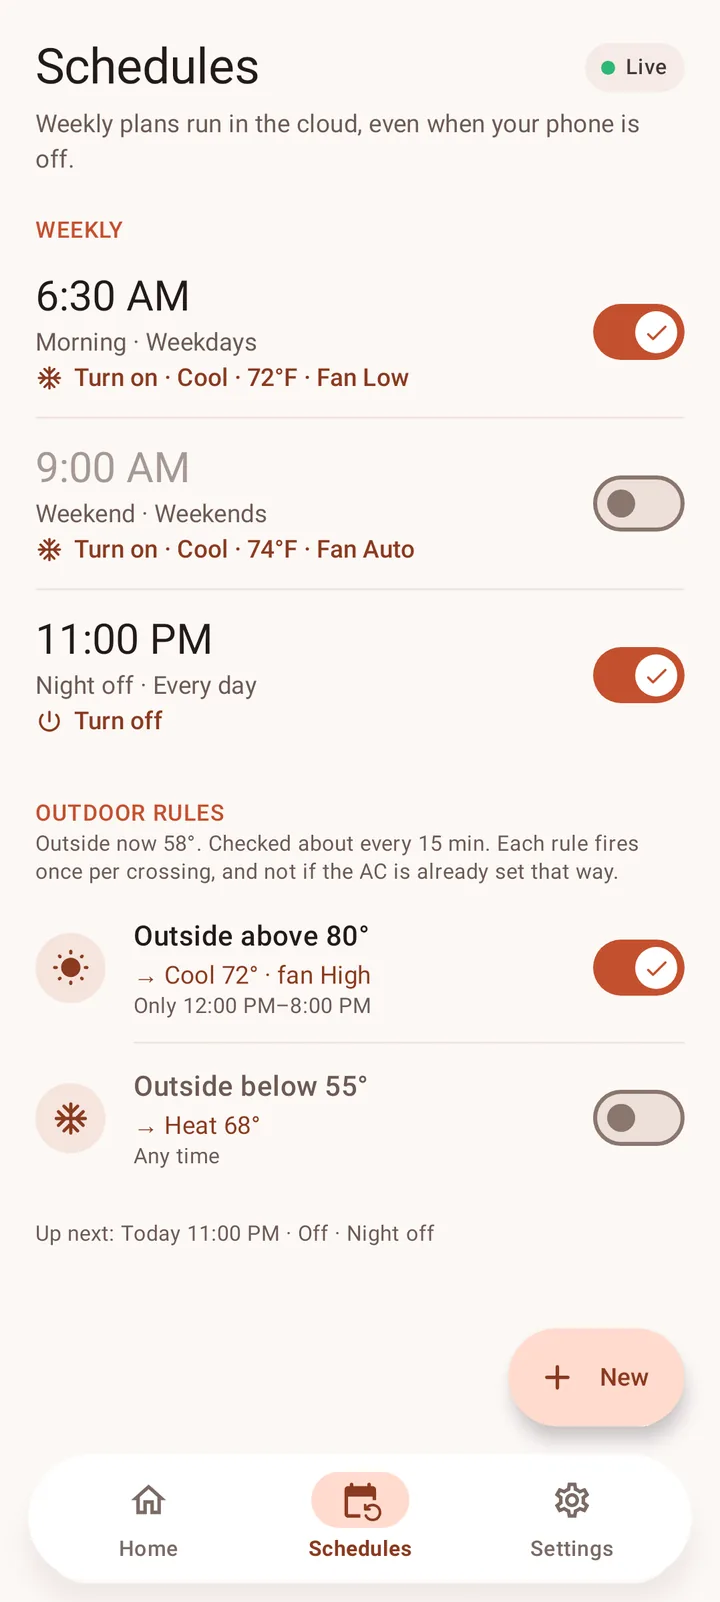 Schedules
Live
Weekly plans run in the cloud, even when your phone is
off.
WEEKLY
6:30 AM
Morning · Weekdays
Turn on · Cool · 72°F · Fan Low
9:00 AM
Weekend · Weekends
Turn on · Cool · 74°F · Fan Auto
11:00 PM
Night off · Every day
Turn off
OUTDOOR RULES
Outside now 58°. Checked about every 15 min. Each rule fires
once per crossing, and not if the AC is already set that way.
Outside above 80°
→ Cool 72° · fan High
Only 12:00 PM–8:00 PM
Outside below 55°
→ Heat 68°
Any time
Up next: Today 11:00 PM · Off · Night off
+ New
Home
Schedules
Settings